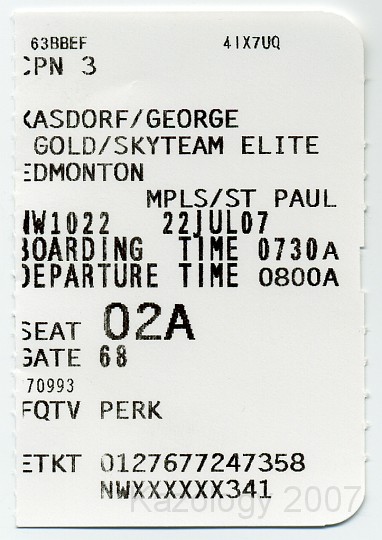 63BBEF 4IX7UQ
CPN 3
KASDORF/GEORGE
GOLD/SKYTEAM ELITE
EDMONTON
MPLS/ST PAUL
NW1022 22JUL07
BOARDING TIME 0730A
DEPARTURE TIME 0800A
SEAT 02A
GATE 68
70993
FQTV PERK
ETKT 0127677247358
NWXXXXXX341
Kazology 2007